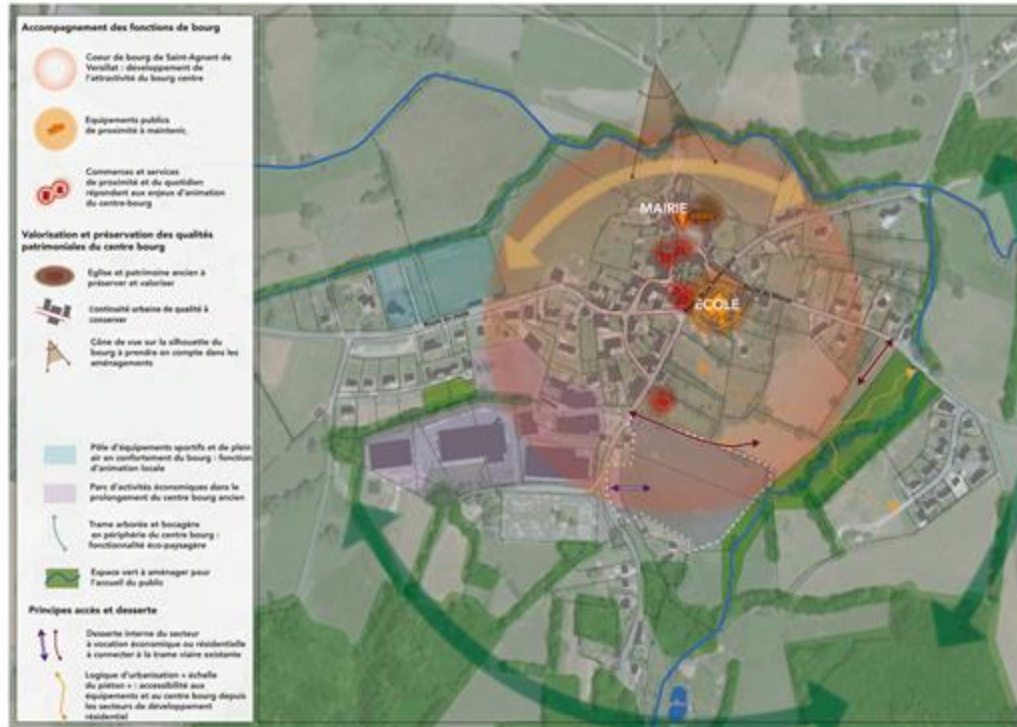 Accompagnement des fonctions de bourg
Coeur de bourg de Saint-Agnant de
Versillat : développement de
l'attractivité du bourg centre
Equipements publics
de proximité à maintenir,
Commerces et services
de proximité et du quotidien
répondent aux enjeux d'animation
du centre-bourg
Valorisation et préservation des qualités
patrimoniales du centre bourg
Eglise et patrimoine ancien à
préserver et valoriser
continuité urbaine de qualité à
conserver
Cône de vue sur la silhouette du
bourg à prendre en compte dans les
aménagements
Pôle d'équipements sportifs et de plein
air en confortement du bourg : fonction
d'animation locale
Parc d'activités économiques dans le
prolongement du centre bourg ancien
Trame arborée et bocagère
en périphérie du centre bourg :
fonctionnalité éco-paysagère
Espace vert à aménager pour
l'accueil du public
Principes accès et desserte
Desserte interne du secteur
à vocation économique ou résidentielle
à connecter à la trame viaire existante
Logique d'urbanisation « échelle
du piéton » : accessibilité aux
équipements et au centre bourg depuis
les secteurs de développement
résidentiel
MAIRIE
ÉCOLE